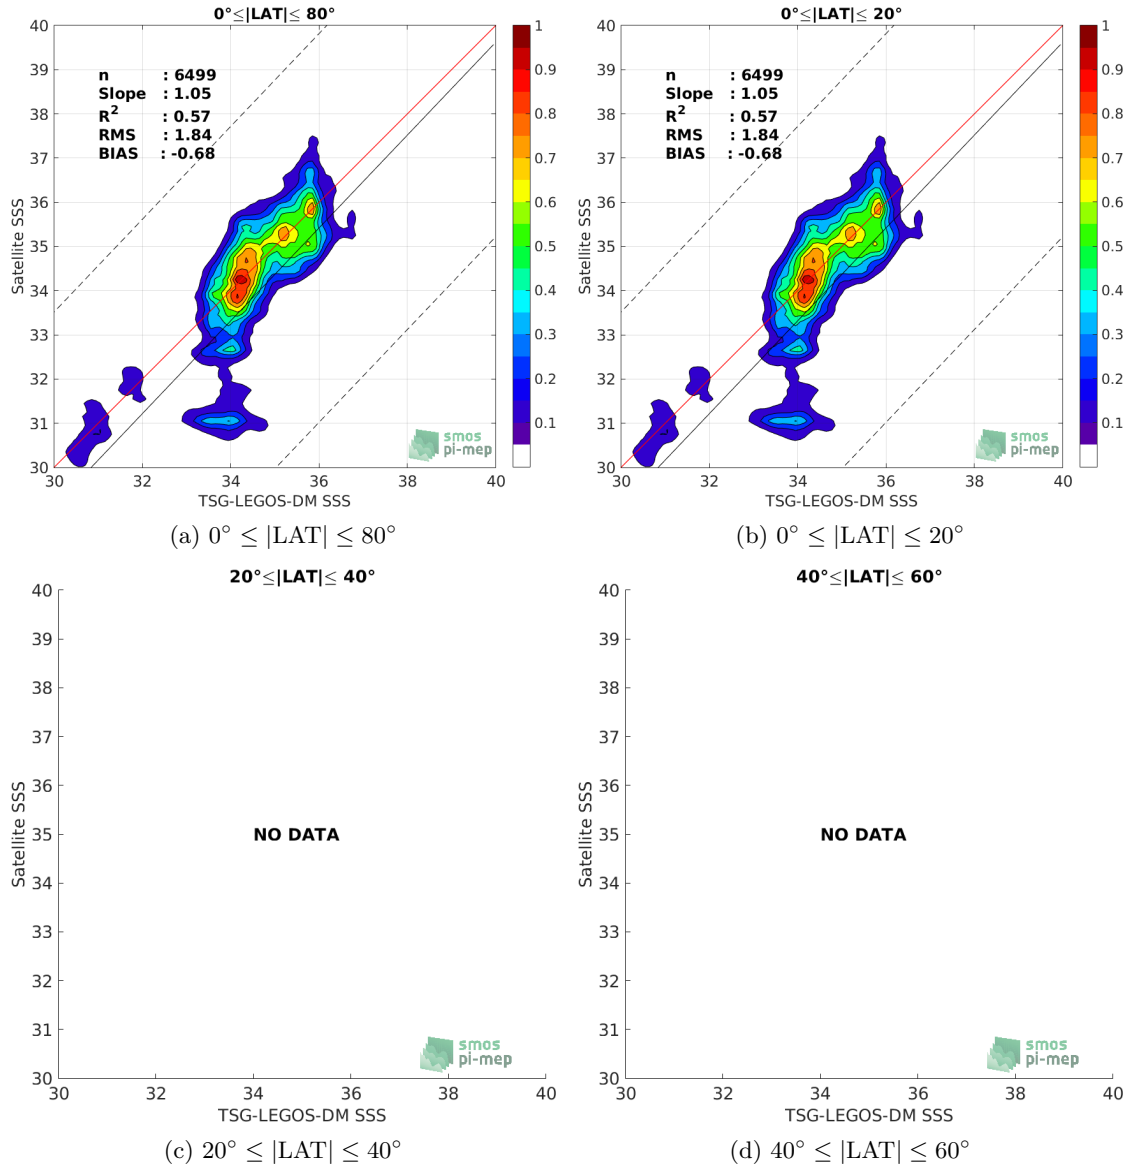 0°≤|LAT|≤ 80°
40
39
38
37
36
35
34
33
32
31
30
Satellite SSS
n : 6499
Slope : 1.05
R² : 0.57
RMS : 1.84
BIAS : -0.68
1
0.9
0.8
0.7
0.6
0.5
0.4
0.3
0.2
0.1
smos
pi-mep
30 32 34 36 38 40
TSG-LEGOS-DM SSS
(a) 0° ≤ |LAT| ≤ 80°
0°≤|LAT|≤ 20°
40
39
38
37
36
35
34
33
32
31
30
Satellite SSS
n : 6499
Slope : 1.05
R² : 0.57
RMS : 1.84
BIAS : -0.68
1
0.9
0.8
0.7
0.6
0.5
0.4
0.3
0.2
0.1
smos
pi-mep
30 32 34 36 38 40
TSG-LEGOS-DM SSS
(b) 0° ≤ |LAT| ≤ 20°
20°≤|LAT|≤ 40°
40
39
38
37
36
35
34
33
32
31
30
Satellite SSS
NO DATA
smos
pi-mep
30 32 34 36 38 40
TSG-LEGOS-DM SSS
(c) 20° ≤ |LAT| ≤ 40°
40°≤|LAT|≤ 60°
40
39
38
37
36
35
34
33
32
31
30
Satellite SSS
NO DATA
smos
pi-mep
30 32 34 36 38 40
TSG-LEGOS-DM SSS
(d) 40° ≤ |LAT| ≤ 60°